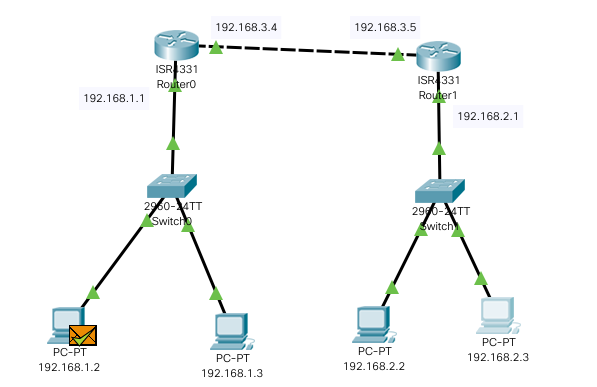 192.168.3.4
192.168.3.5
ISR4331
Router0
ISR4331
Router1
192.168.1.1
192.168.2.1
2960-24TT
Switch0
2960-24TT
Switch1
PC-PT
192.168.1.2
PC-PT
192.168.1.3
PC-PT
192.168.2.2
PC-PT
192.168.2.3